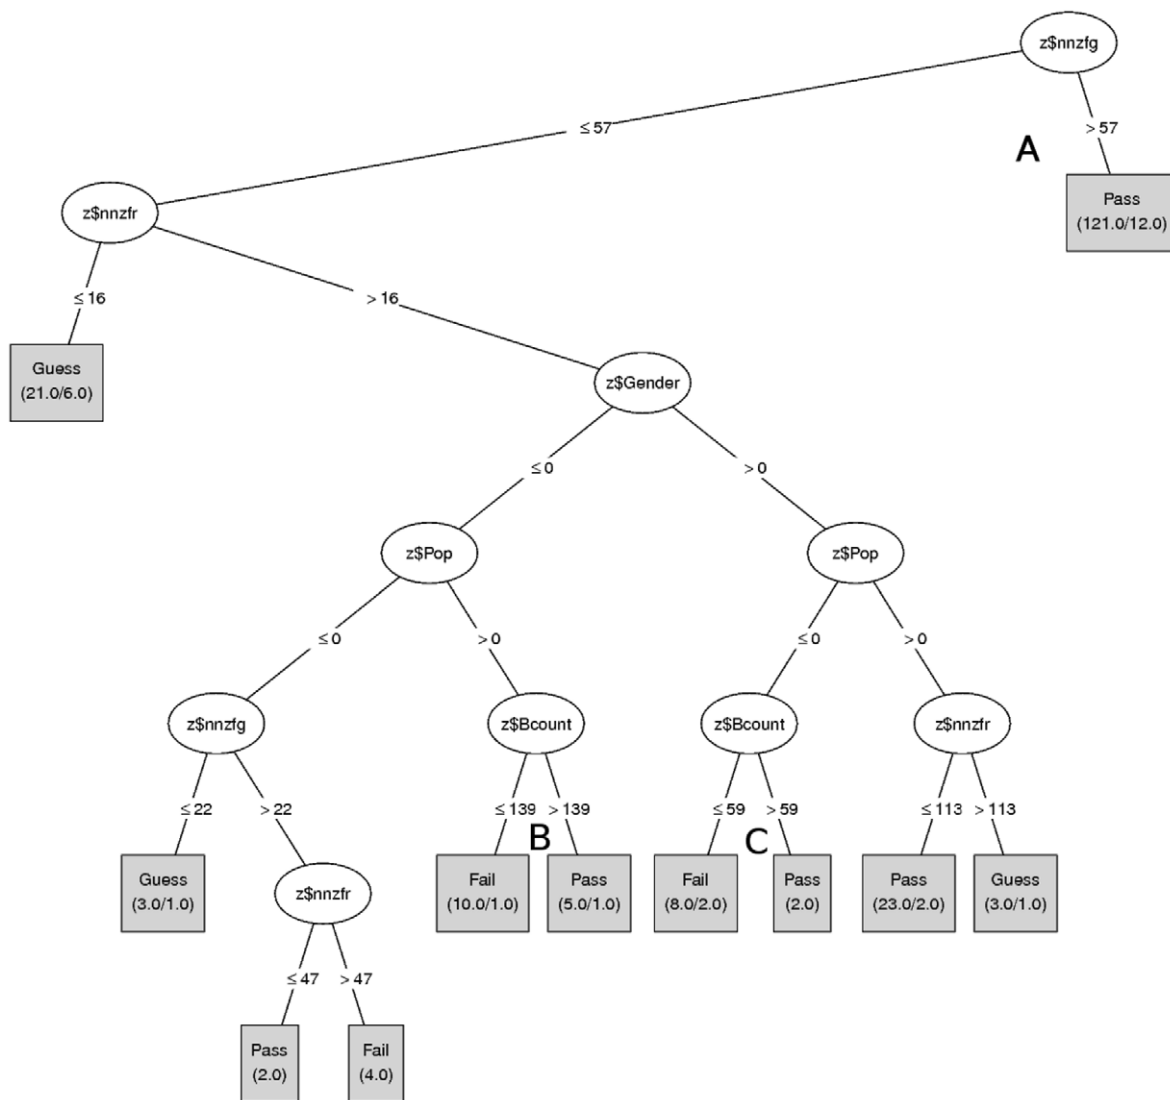 z$nnzfg
≤ 57
> 57
A
Pass
(121.0/12.0)
z$nnzfr
≤ 16
> 16
Guess
(21.0/6.0)
z$Gender
≤ 0
> 0
z$Pop
z$Pop
≤ 0
> 0
≤ 0
> 0
z$nnzfg
z$Bcount
z$Bcount
z$nnzfr
≤ 22
> 22
≤ 139
> 139
≤ 59
> 59
≤ 113
> 113
B
C
Guess
(3.0/1.0)
z$nnzfr
Fail
(10.0/1.0)
Pass
(5.0/1.0)
Fail
(8.0/2.0)
Pass
(2.0)
Pass
(23.0/2.0)
Guess
(3.0/1.0)
≤ 47
> 47
Pass
(2.0)
Fail
(4.0)